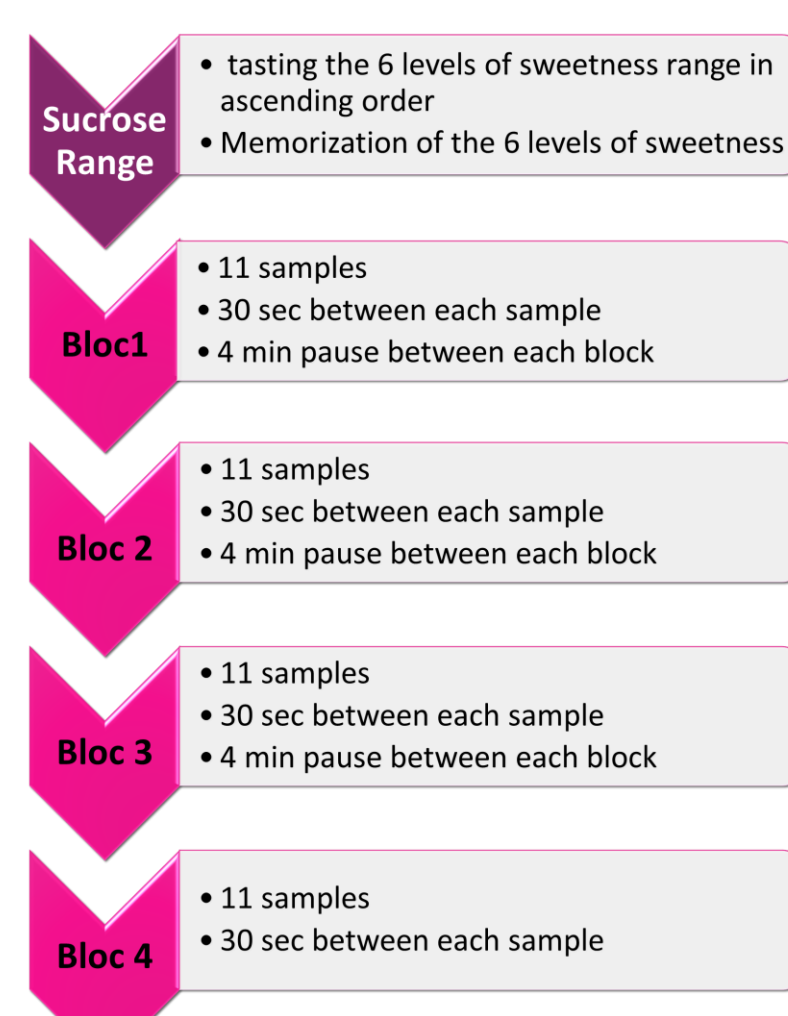 Sucrose
Range
• tasting the 6 levels of sweetness range in
ascending order
• Memorization of the 6 levels of sweetness
Bloc1
• 11 samples
• 30 sec between each sample
• 4 min pause between each block
Bloc 2
• 11 samples
• 30 sec between each sample
• 4 min pause between each block
Bloc 3
• 11 samples
• 30 sec between each sample
• 4 min pause between each block
Bloc 4
• 11 samples
• 30 sec between each sample